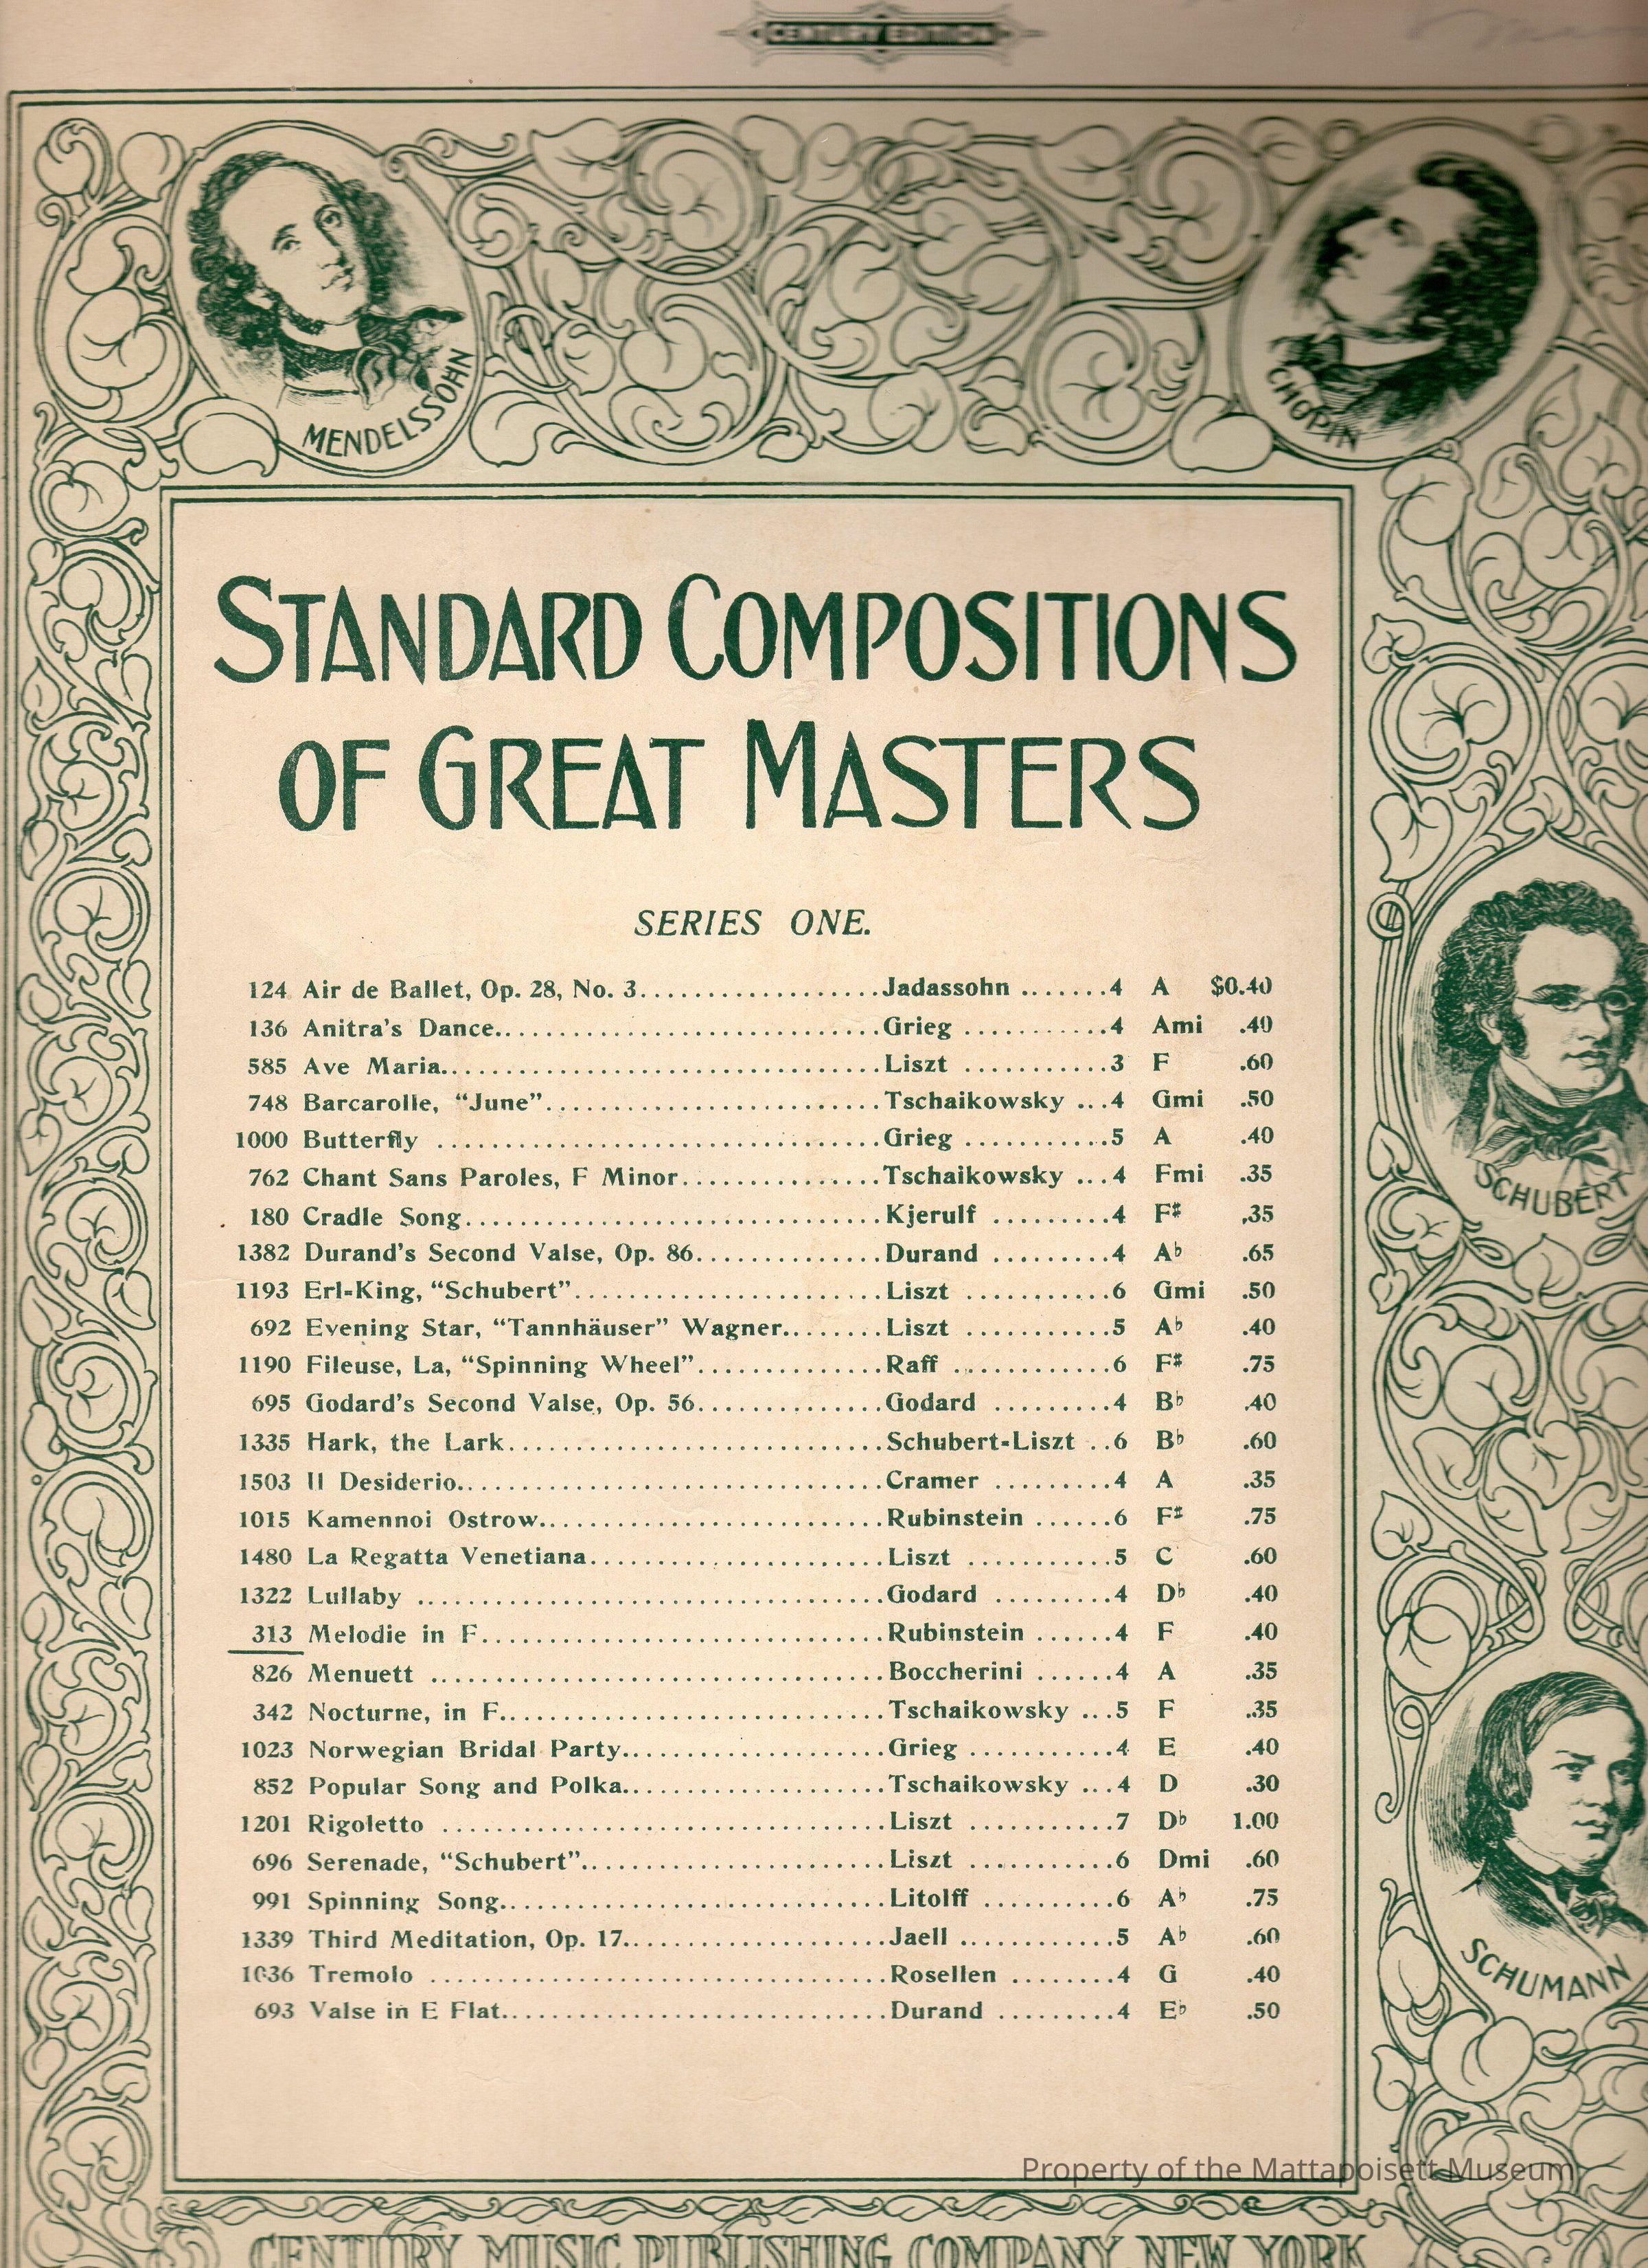 CENTURY EDITION
MENDELSSOHN
CHOPIN
STANDARD COMPOSITIONS
OF GREAT MASTERS
SERIES ONE.
124 Air de Ballet, Op. 28, No. 3 Jadassohn 4 A $0.40
136 Anitra's Dance Grieg 4 Ami .40
585 Ave Maria Liszt 3 F .60
748 Barcarolle, "June" Tschaikowsky 4 Gmi .50
1000 Butterfly Grieg 5 A .40
762 Chant Sans Paroles, F Minor Tschaikowsky 4 Fmi .35
180 Cradle Song Kjerulf 4 F♯ .35
1382 Durand's Second Valse, Op. 86 Durand 4 A♭ .65
1193 Erl-King, "Schubert" Liszt 6 Gmi .50
692 Evening Star, "Tannhäuser" Wagner Liszt 5 A♭ .40
1190 Fileuse, La, "Spinning Wheel" Raff 6 F♯ .75
695 Godard's Second Valse, Op. 56 Godard 4 B♭ .40
1335 Hark, the Lark Schubert-Liszt 6 B♭ .60
1503 Il Desiderio Cramer 4 A .35
1015 Kamennoi Ostrow Rubinstein 6 F♯ .75
1480 La Regatta Venetiana Liszt 5 C .60
1322 Lullaby Godard 4 D♭ .40
313 Melodie in F Rubinstein 4 F .40
826 Menuett Boccherini 4 A .35
342 Nocturne, in F Tschaikowsky 5 F .35
1023 Norwegian Bridal Party Grieg 4 E .40
852 Popular Song and Polka Tschaikowsky 4 D .30
1201 Rigoletto Liszt 7 D♭ 1.00
696 Serenade, "Schubert" Liszt 6 Dmi .60
991 Spinning Song Litolff 6 A♭ .75
1339 Third Meditation, Op. 17 Jaell 5 A♭ .60
1036 Tremolo Rosellen 4 G .40
693 Valse in E Flat Durand 4 E♭ .50
SCHUBERT
SCHUMANN
Property of the Mattapoisett Museum
CENTURY MUSIC PUBLISHING COMPANY, NEW YORK